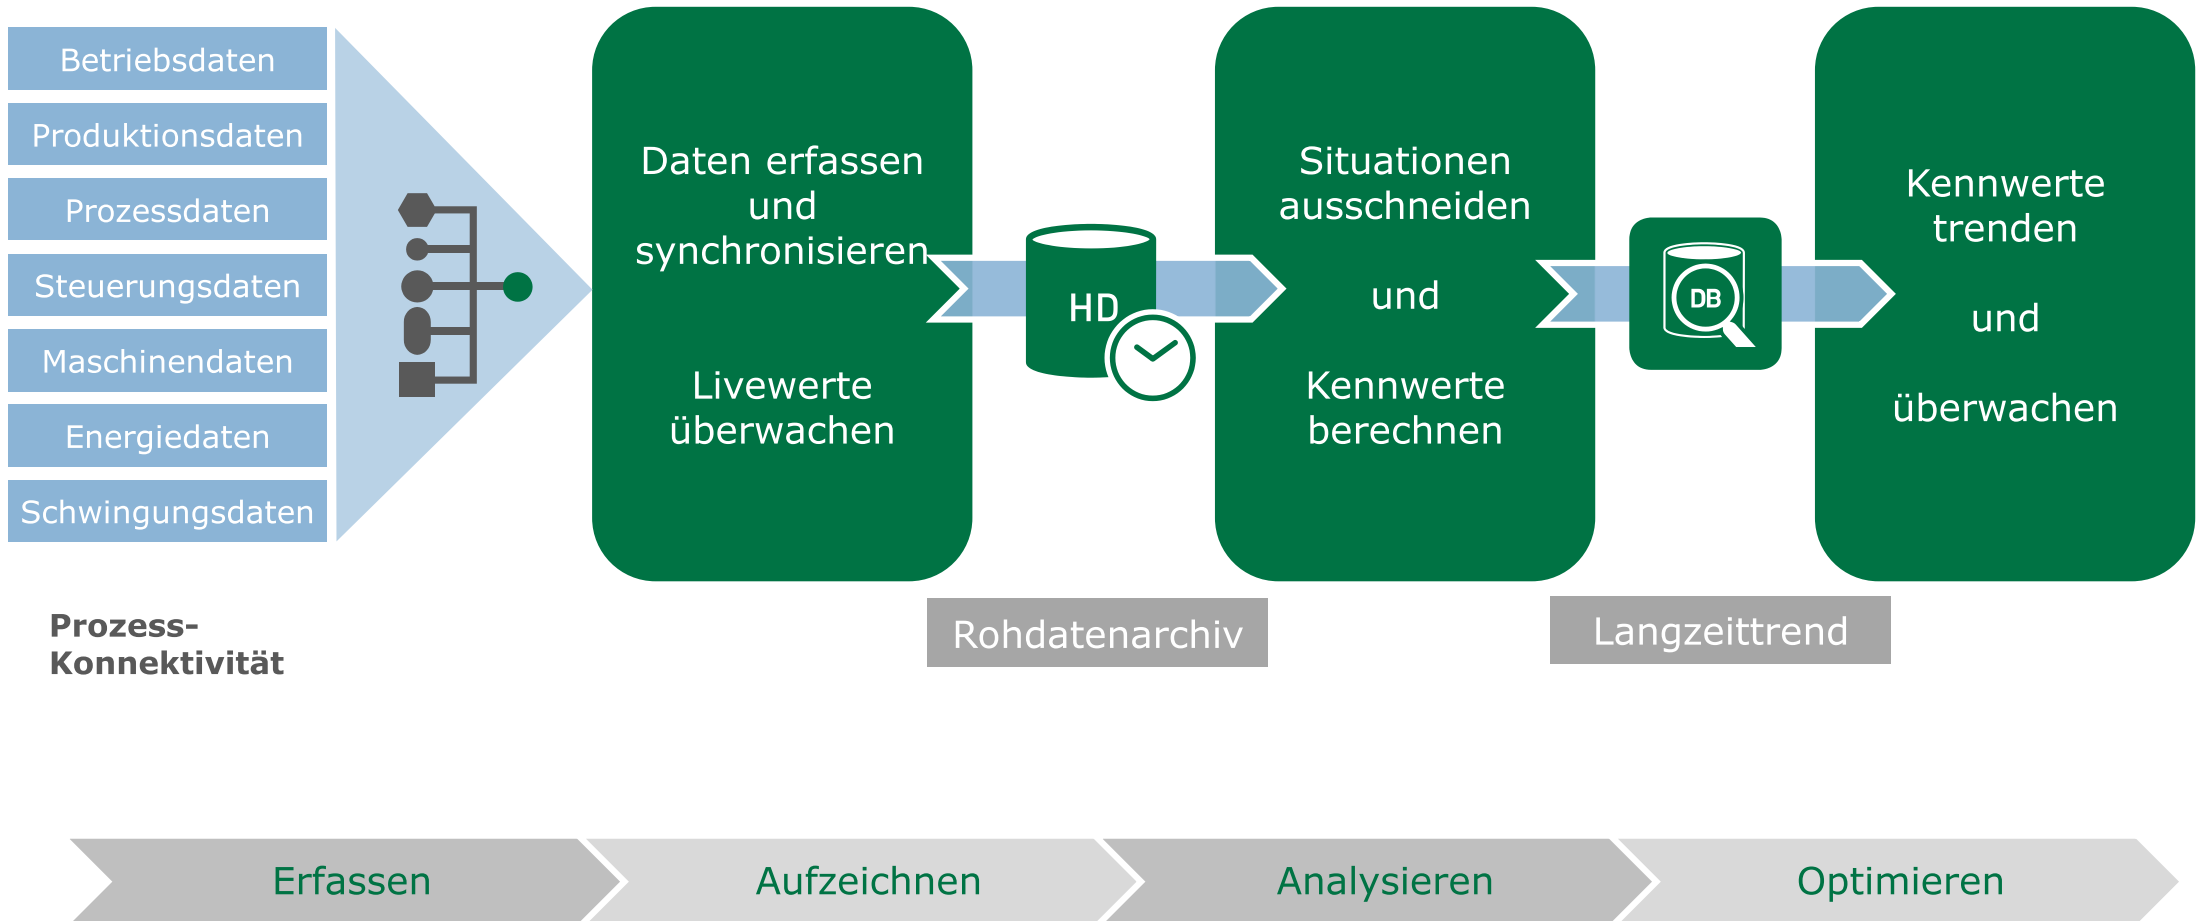 Betriebsdaten
Produktionsdaten
Prozessdaten
Steuerungsdaten
Maschinendaten
Energiedaten
Schwingungsdaten
Prozess-
Konnektivität
Daten erfassen
und
synchronisieren
Livewerte
überwachen
HD
Rohdatenarchiv
Situationen
ausschneiden
und
Kennwerte
berechnen
DB
Langzeittrend
Kennwerte
trenden
und
überwachen
Erfassen
Aufzeichnen
Analysieren
Optimieren